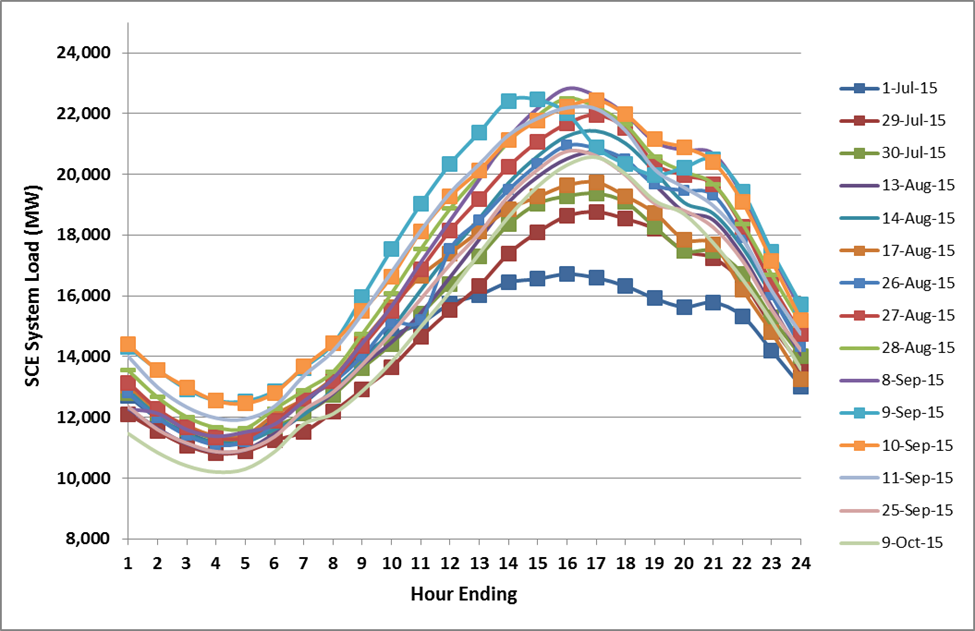 SCE System Load (MW)
24,000
22,000
20,000
18,000
16,000
14,000
12,000
10,000
8,000
1 2 3 4 5 6 7 8 9 10 11 12 13 14 15 16 17 18 19 20 21 22 23 24
Hour Ending
1-Jul-15
29-Jul-15
30-Jul-15
13-Aug-15
14-Aug-15
17-Aug-15
26-Aug-15
27-Aug-15
28-Aug-15
8-Sep-15
9-Sep-15
10-Sep-15
11-Sep-15
25-Sep-15
9-Oct-15